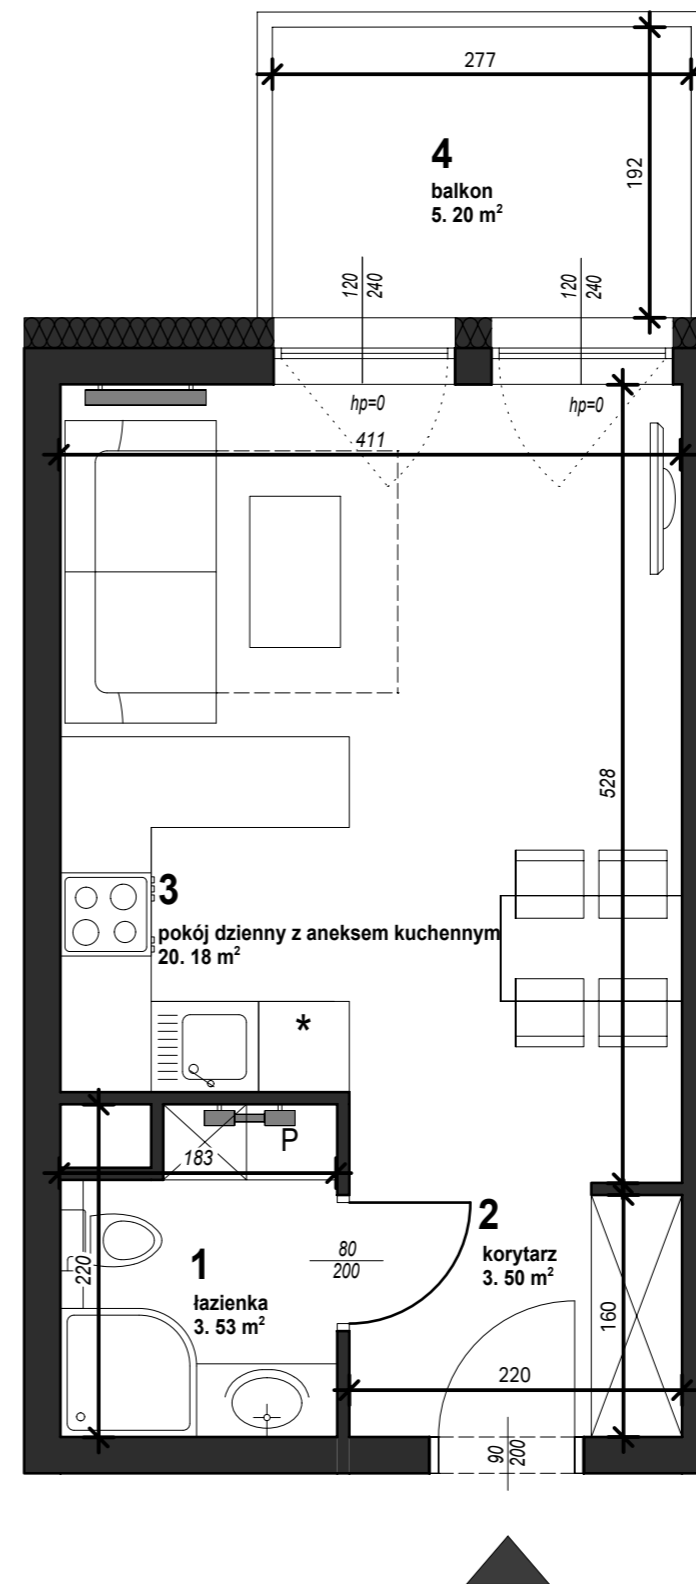 277
4
balkon
5. 20 m²
192
120
240
120
240
hp=0
hp=0
411
528
3
pokój dzienny z aneksem kuchennym
20. 18 m²
*
P
183
2
korytarz
3. 50 m²
80
200
1
łazienka
3. 53 m²
220
160
220
90
200